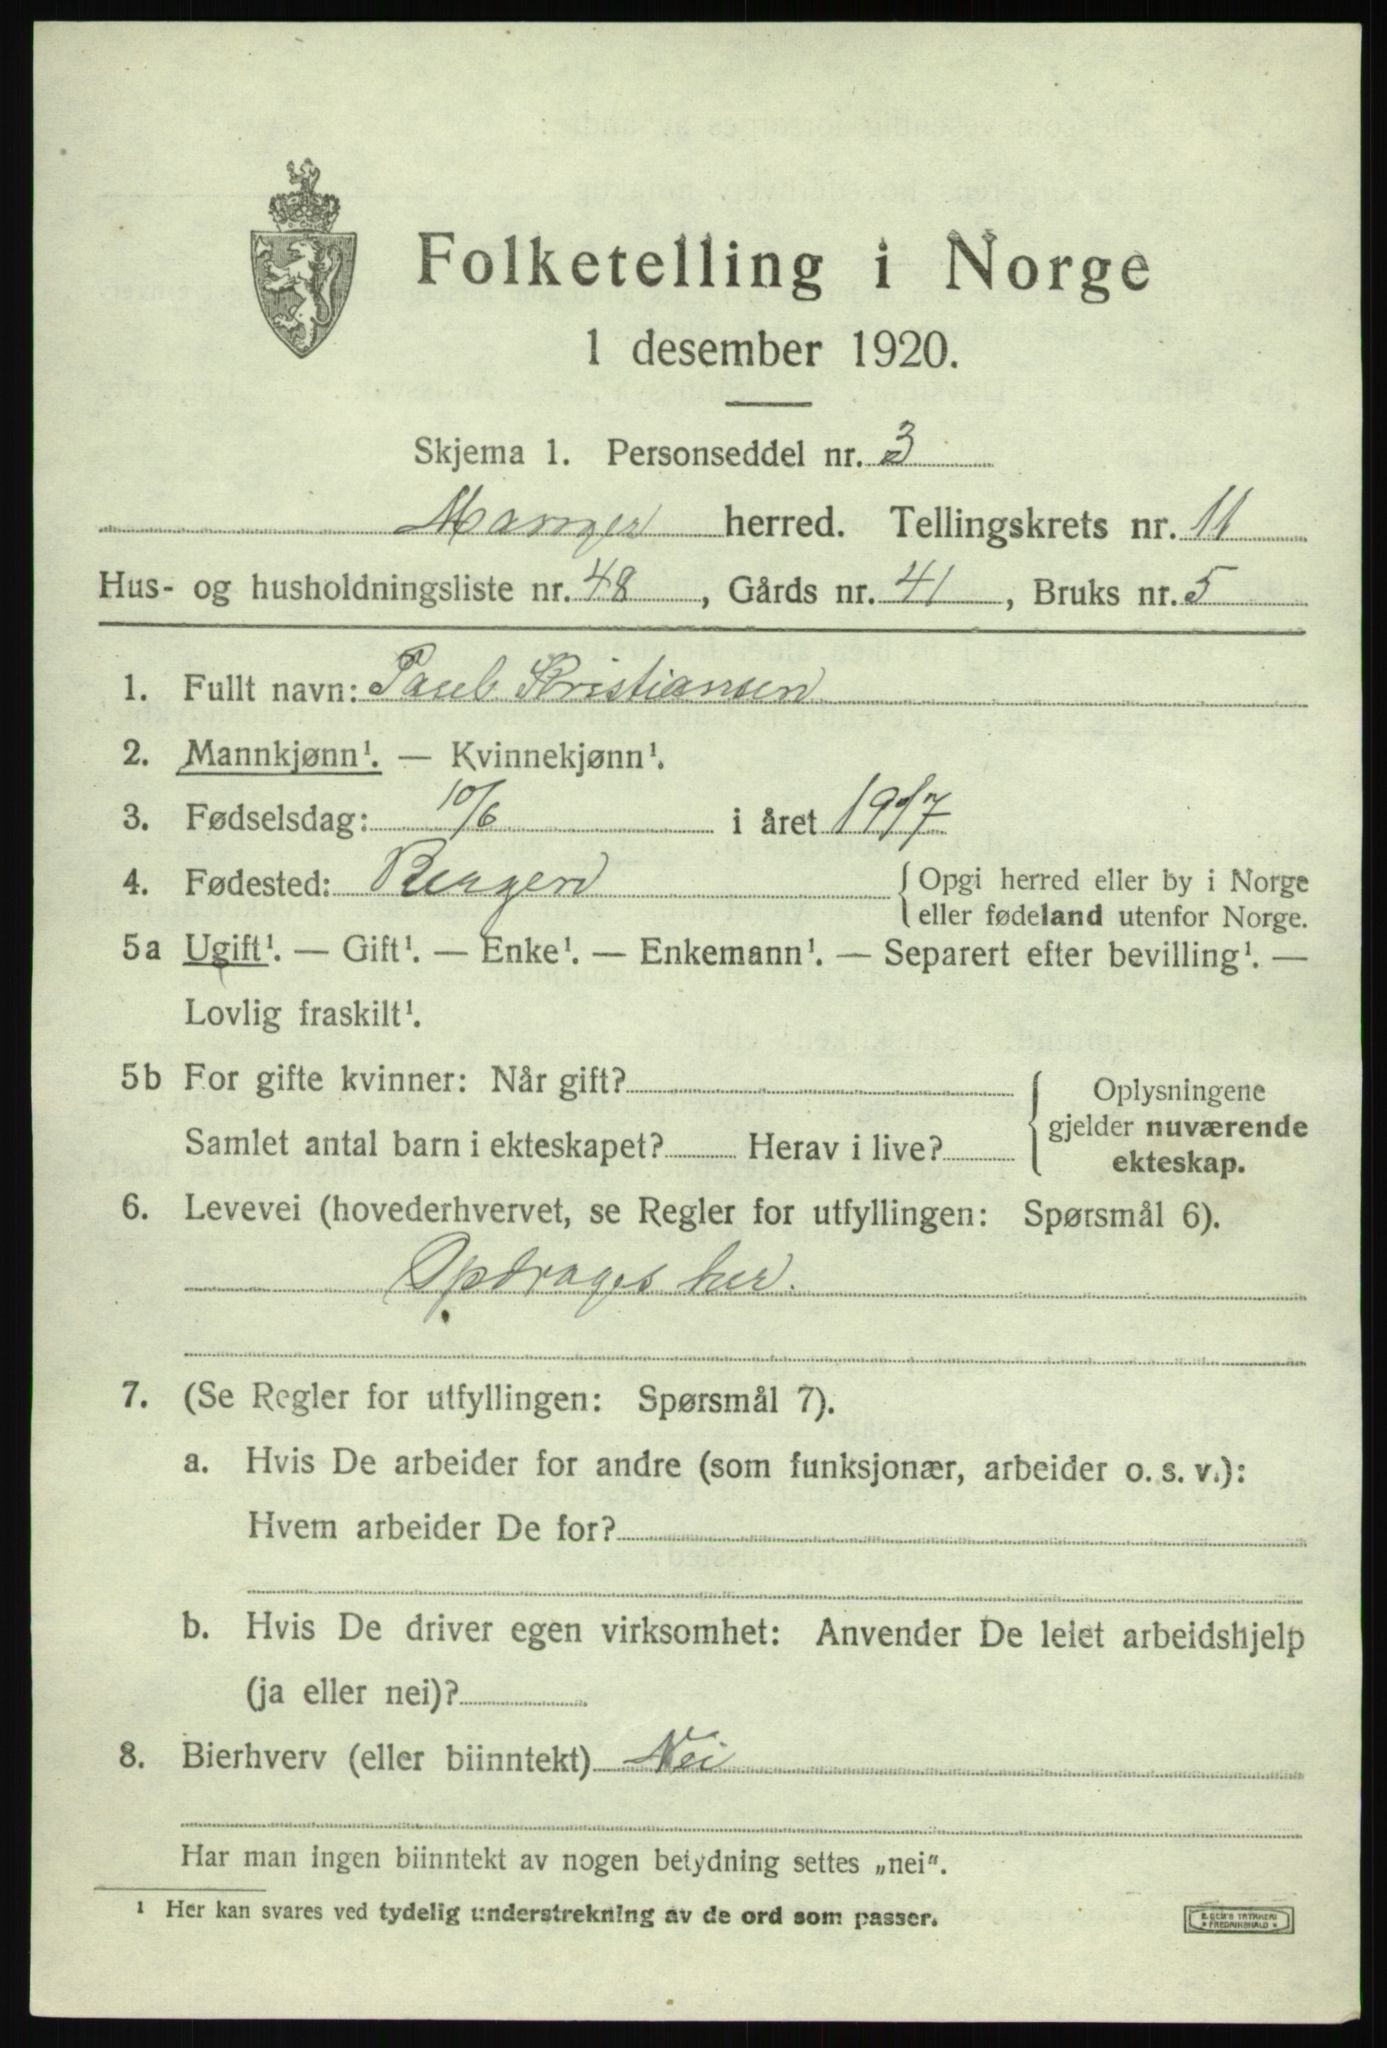 Folketelling i Norge
1 desember 1920.
Skjema 1. Personseddel nr. 3
Manger herred. Tellingskrets nr. 11
Hus- og husholdningsliste nr. 48, Gårds nr. 41, Bruks nr. 5
1. Fullt navn: Paul Kristiansen
2. Mannkjønn¹. — Kvinnekjønn¹.
3. Fødselsdag: 10/6 i året 1917
4. Fødested: Bergen {Opgi herred eller by i Norge
eller fødeland utenfor Norge.
5a Ugift¹. — Gift¹. — Enke¹. — Enkemann¹. — Separert efter bevilling¹. —
Lovlig fraskilt¹.
5b For gifte kvinner: Når gift? {Oplysningene
gjelder nuværende
Samlet antal barn i ekteskapet? Herav i live? ekteskap.
6. Levevei (hovederhvervet, se Regler for utfyllingen: Spørsmål 6).
Opdrages her.
7. (Se Regler for utfyllingen: Spørsmål 7).
a. Hvis De arbeider for andre (som funksjonær, arbeider o. s. v.):
Hvem arbeider De for?
b. Hvis De driver egen virksomhet: Anvender De leiet arbeidshjelp
(ja eller nei)?
8. Bierhverv (eller biinntekt) Nei
Har man ingen biinntekt av nogen betydning settes „nei".
¹ Her kan svares ved tydelig understrekning av de ord som passer.
FREDRIKSHALD